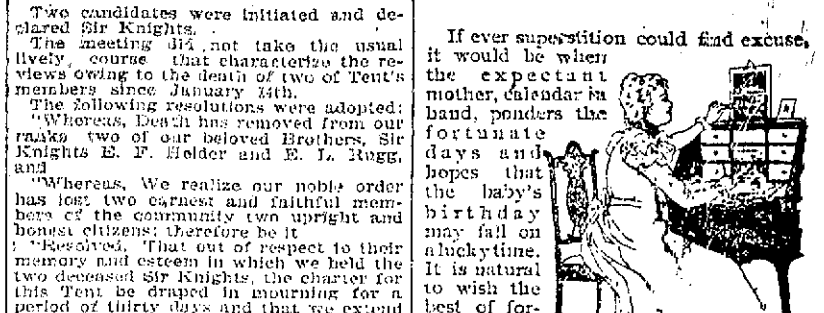 Two candidates were initiated and de-
clared Sir Knights.
The meeting did not take the usual
lively course that characterize the re-
views owing to the death of two of Tent's
members since January 24th.
The following resolutions were adopted:
"Whereas, Death has removed from our
ranks two of our beloved Brothers, Sir
Knights E. F. Helder and E. L. Rugg,
and
"Whereas, We realize our noble order
has lost two earnest and faithful mem-
bers of the community two upright and
honest citizens; therefore be it
"Resolved, That out of respect to their
memory and esteem in which we held the
two deceased Sir Knights, the charter for
this Tent be draped in mourning for a
period of thirty days and that we extend
If ever superstition could find excuse,
it would be when
the expectant
mother, calendar in
hand, ponders the
fortunate
days and
hopes that
the baby's
birthday
may fall on
a lucky time.
It is natural
to wish the
best of for-